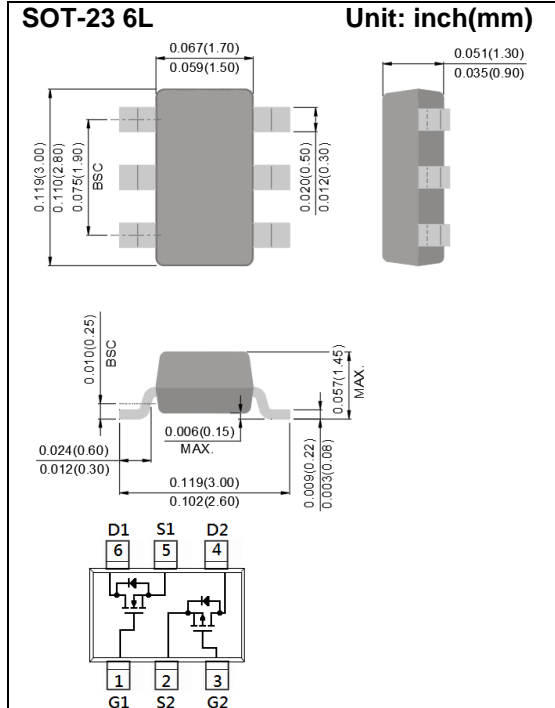 SOT-23 6L Unit: inch(mm)
0.067(1.70)
0.059(1.50)
0.051(1.30)
0.035(0.90)
0.119(3.00)
0.110(2.80)
0.075(1.90)
BSC
0.020(0.50)
0.012(0.30)
0.010(0.25)
BSC
0.057(1.45)
MAX.
0.006(0.15)
MAX.
0.024(0.60)
0.012(0.30)
0.119(3.00)
0.102(2.60)
0.009(0.22)
0.003(0.08)
D1 S1 D2
6 5 4
1 2 3
G1 S2 G2